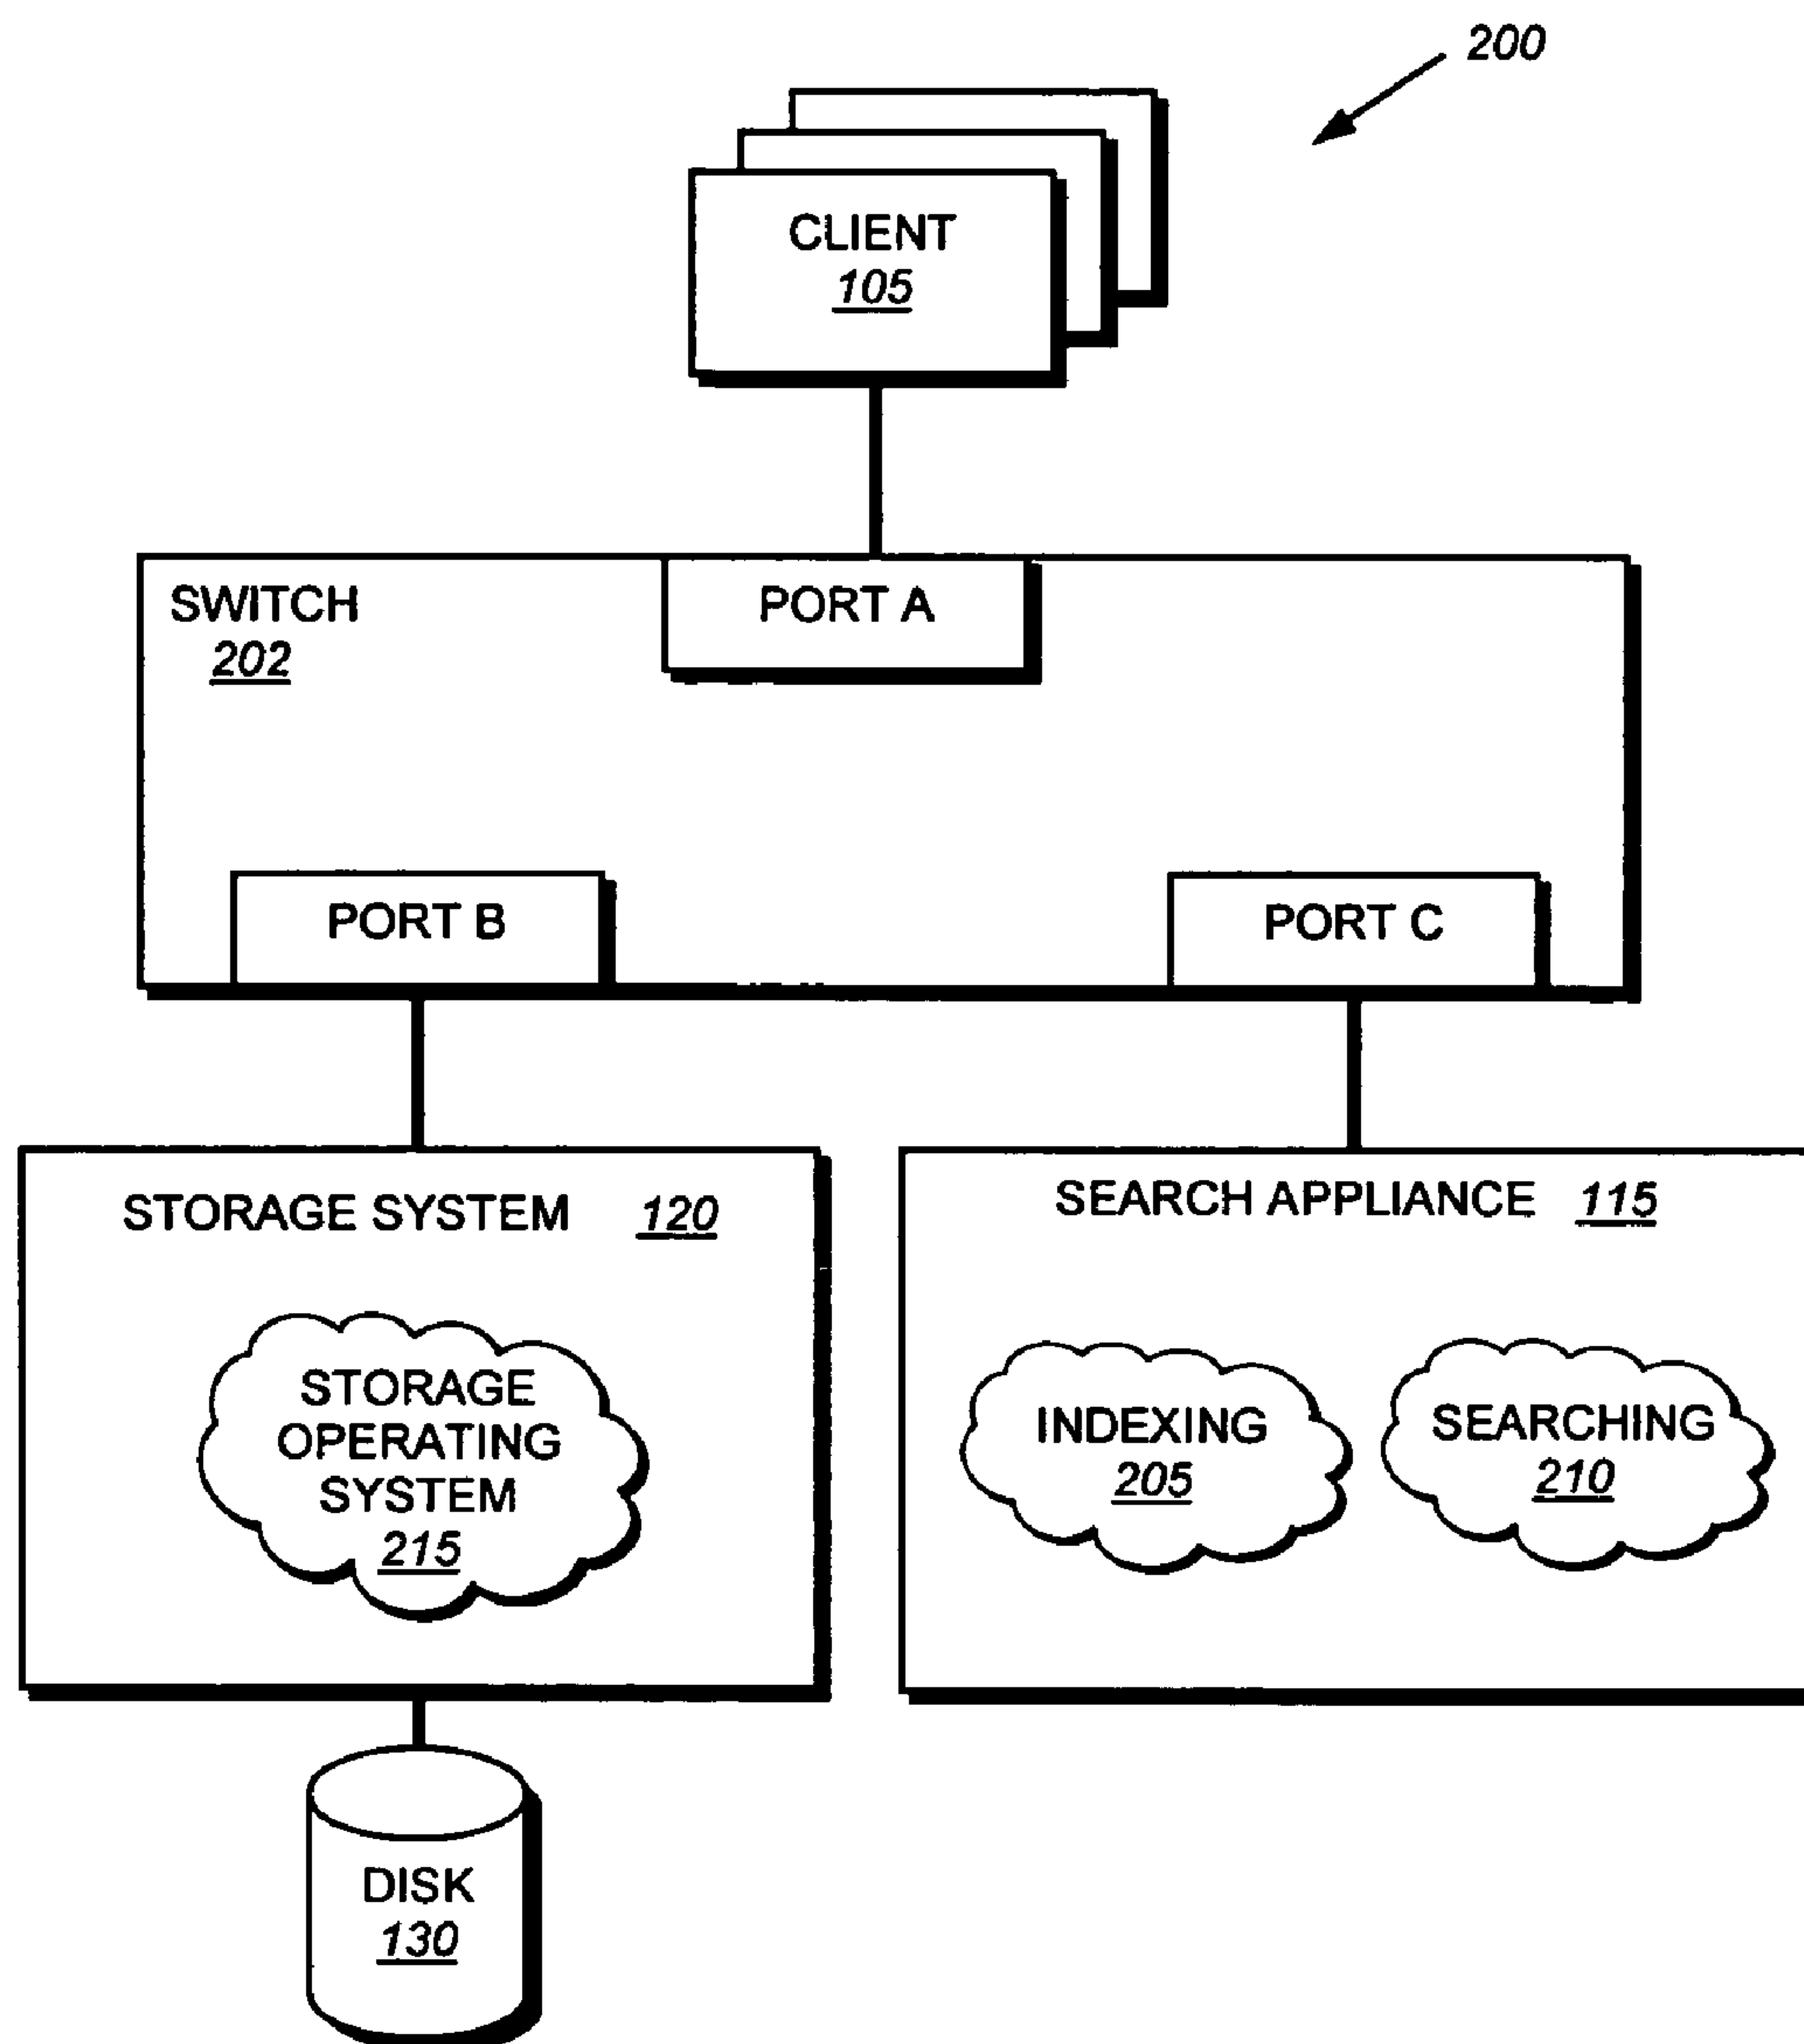 200
CLIENT
105
SWITCH
202
PORT A
PORT B
PORT C
STORAGE SYSTEM 120
STORAGE
OPERATING
SYSTEM
215
SEARCH APPLIANCE 115
INDEXING
205
SEARCHING
210
DISK
130